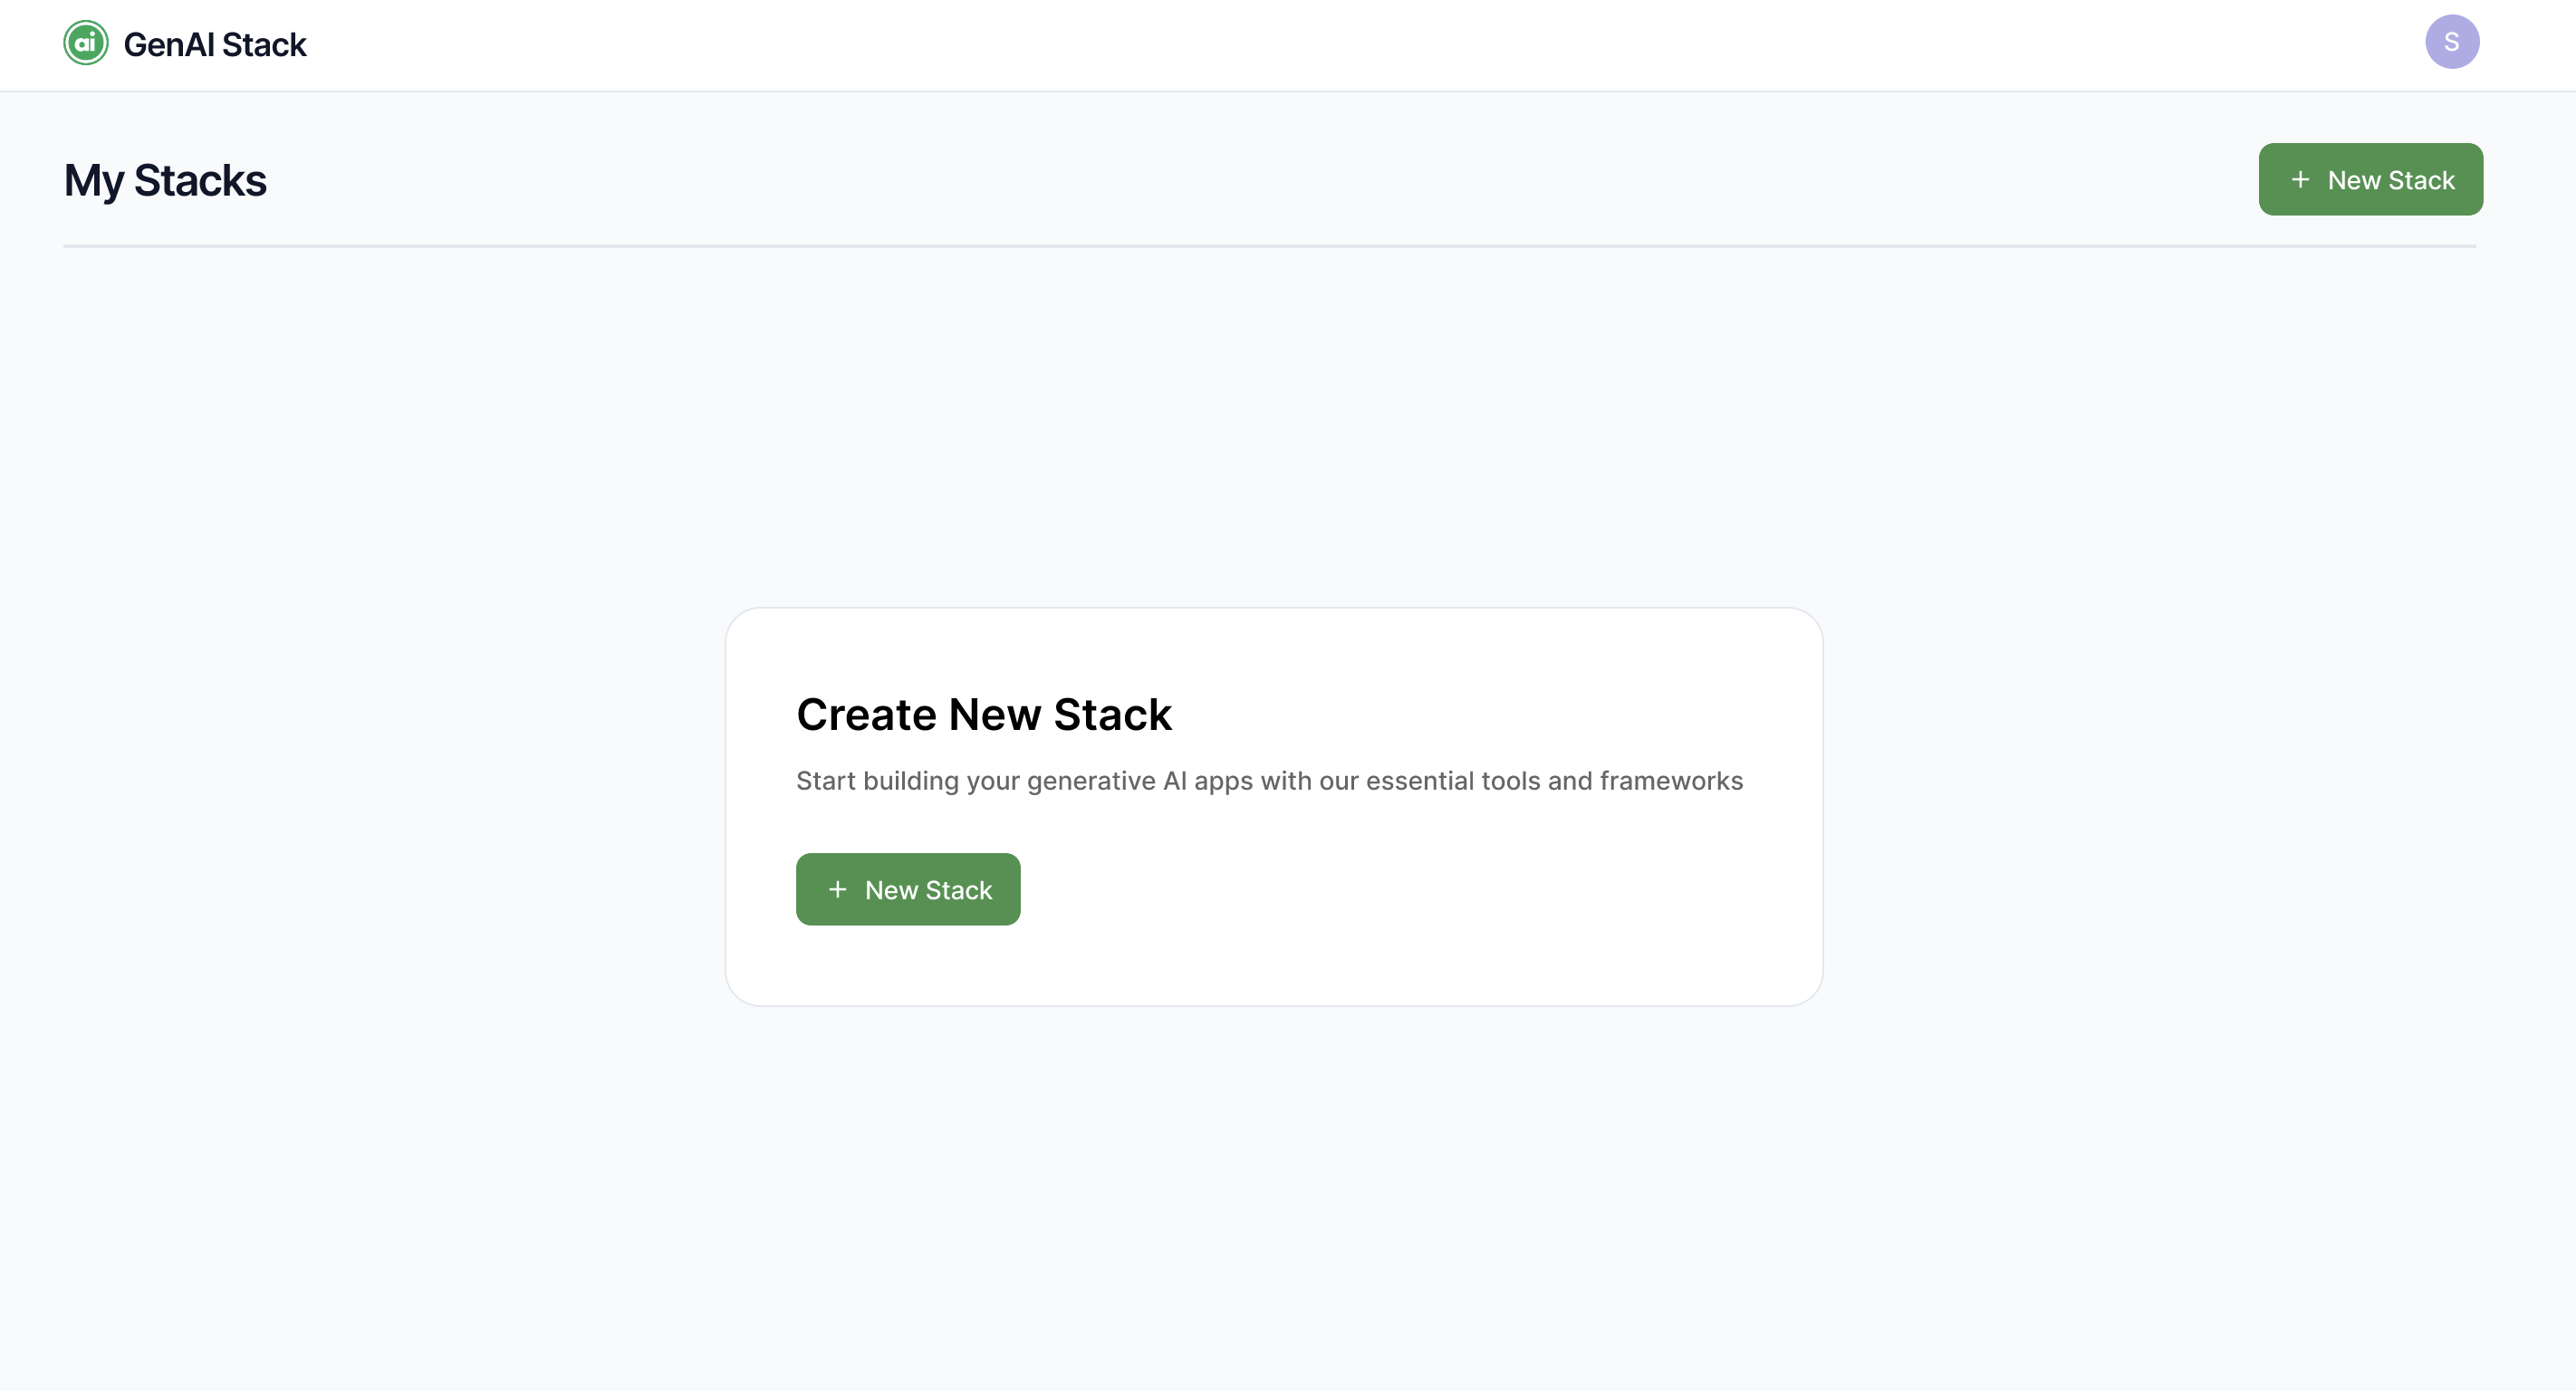 ai GenAI Stack
S
My Stacks
+ New Stack
Create New Stack
Start building your generative AI apps with our essential tools and frameworks
+ New Stack